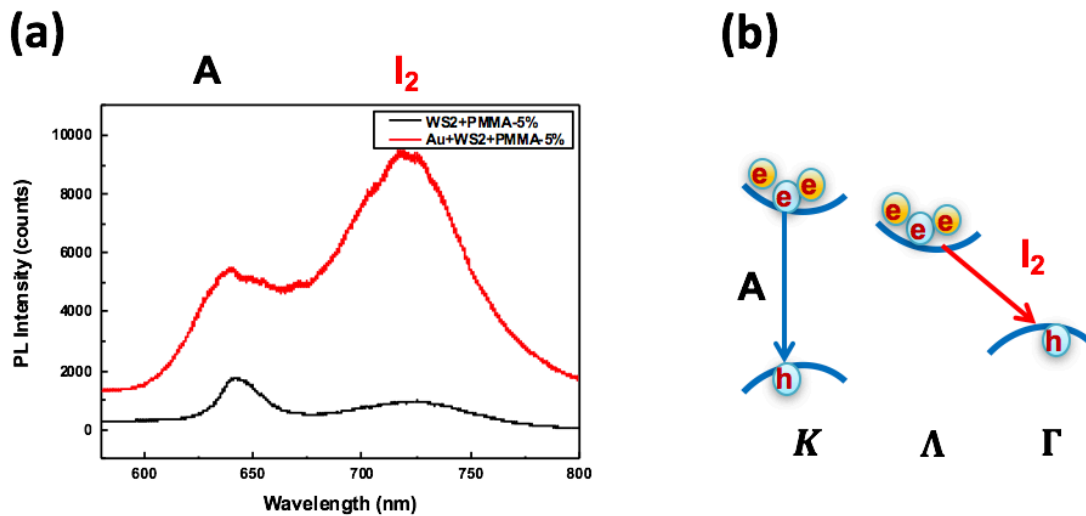 (a)
A
I₂
WS2+PMMA-5%
Au+WS2+PMMA-5%
10000
8000
6000
4000
2000
0
PL Intensity (counts)
600
650
700
750
800
Wavelength (nm)
(b)
e e e
e e e
A
I₂
h
h
K Λ Γ